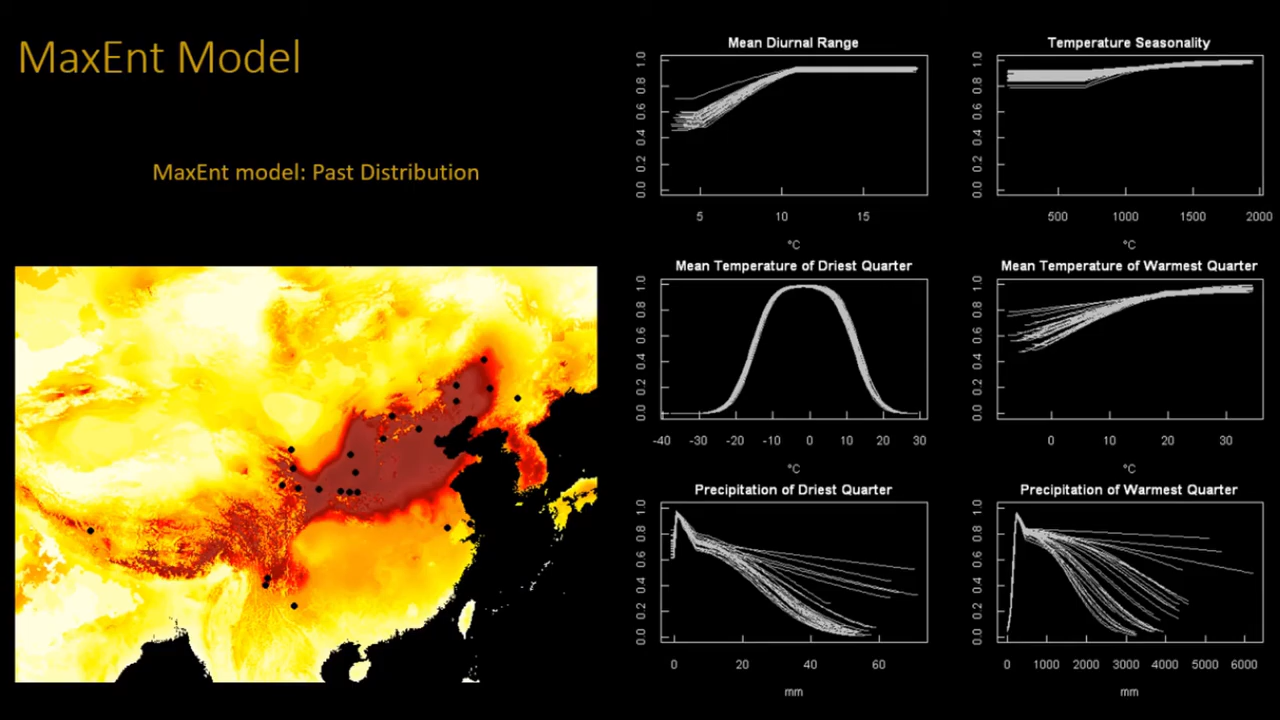 MaxEnt Model
MaxEnt model: Past Distribution
Mean Diurnal Range
0.0 0.2 0.4 0.6 0.8 1.0
5 10 15
°C
Temperature Seasonality
0.0 0.2 0.4 0.6 0.8 1.0
500 1000 1500 2000
°C
Mean Temperature of Driest Quarter
0.0 0.2 0.4 0.6 0.8 1.0
-40 -30 -20 -10 0 10 20 30
°C
Mean Temperature of Warmest Quarter
0.0 0.2 0.4 0.6 0.8 1.0
0 10 20 30
°C
Precipitation of Driest Quarter
0.0 0.2 0.4 0.6 0.8 1.0
0 20 40 60
mm
Precipitation of Warmest Quarter
0.0 0.2 0.4 0.6 0.8 1.0
0 1000 2000 3000 4000 5000 6000
mm